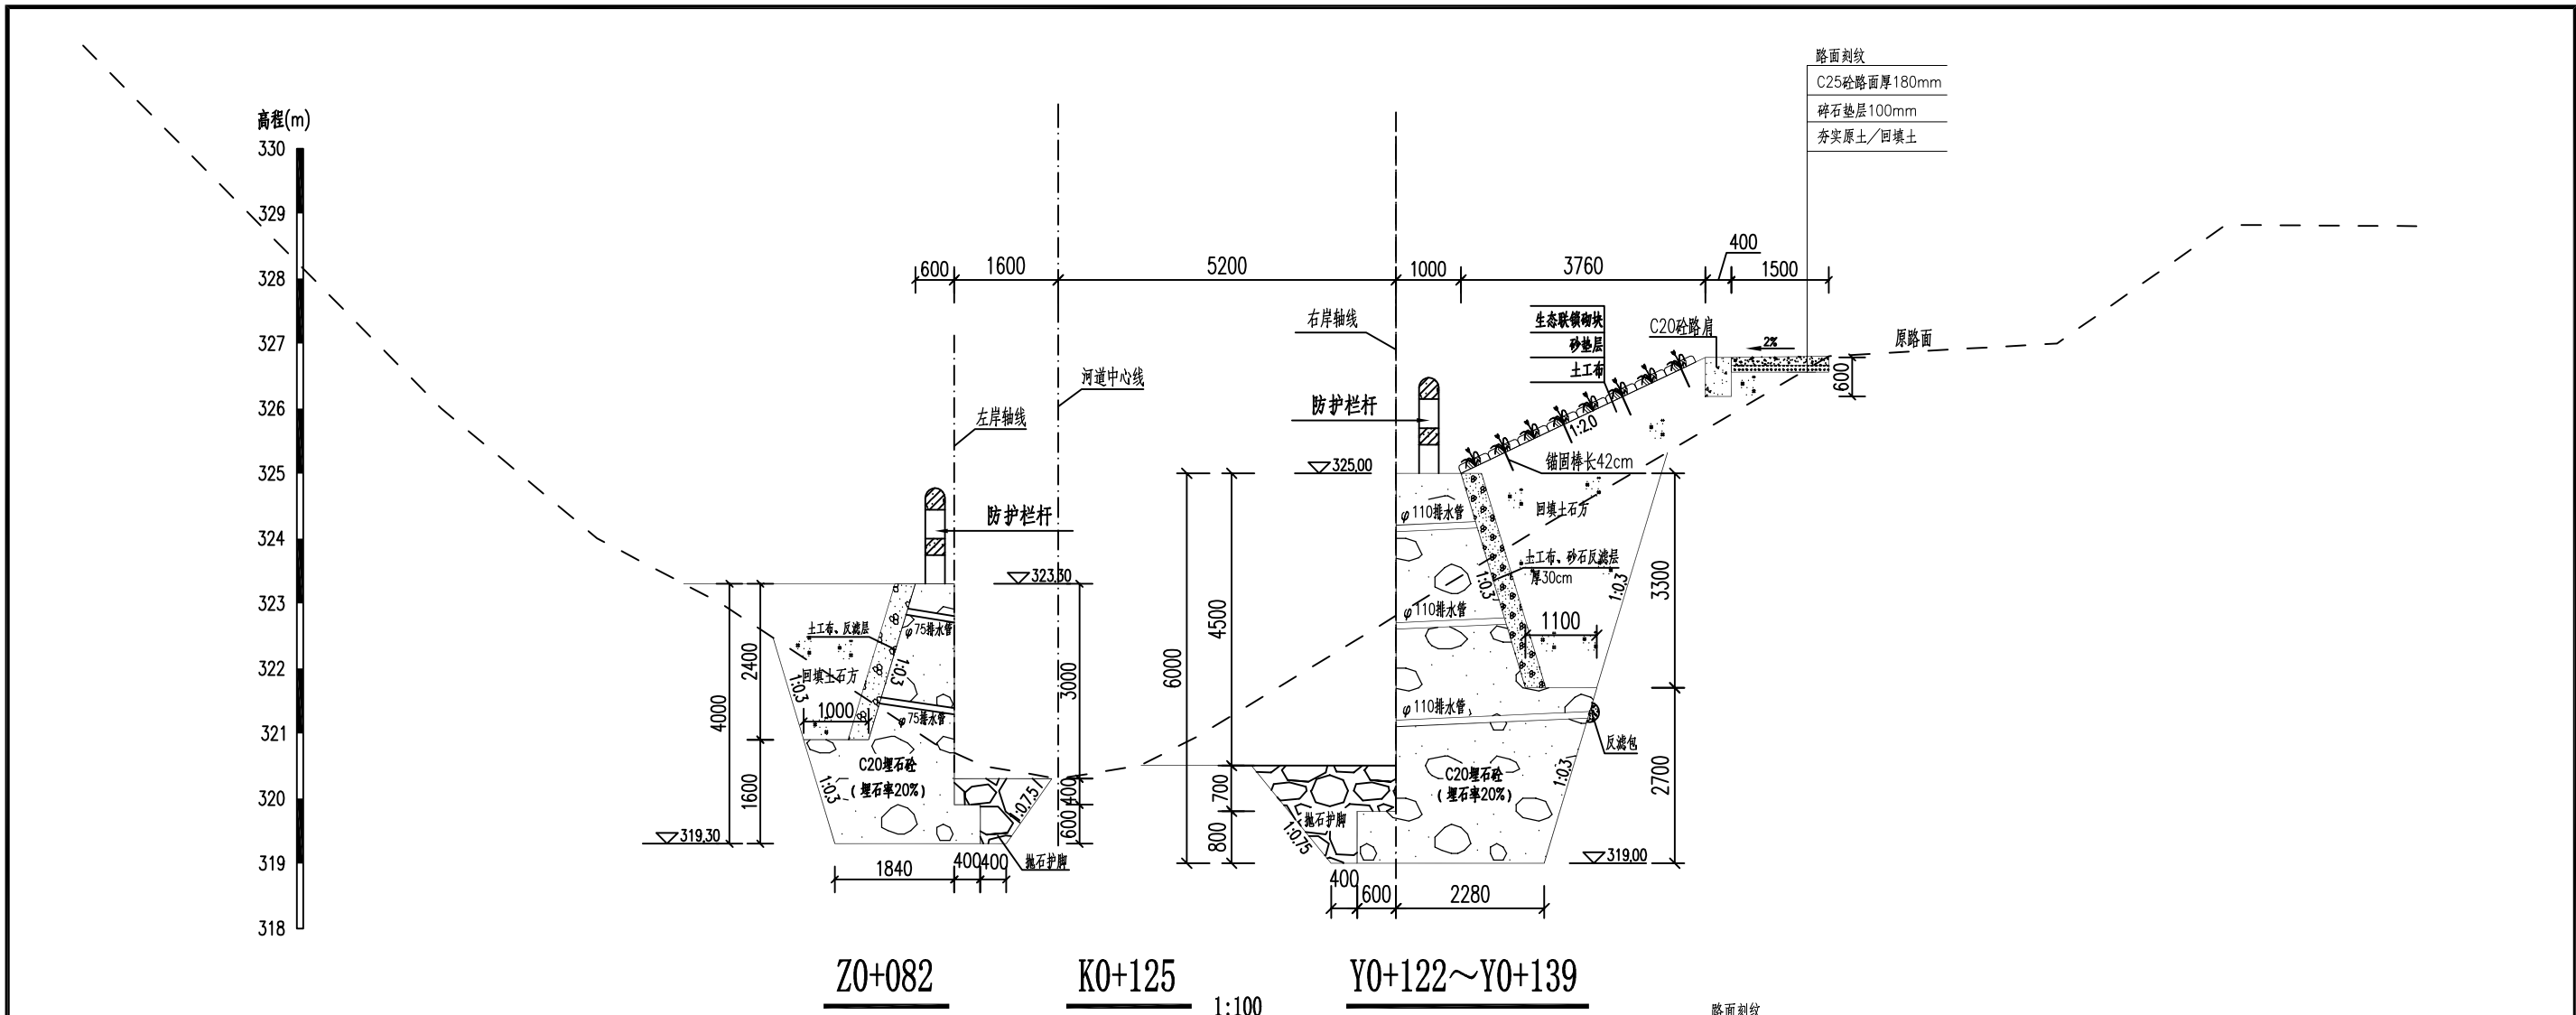 路面刻纹
C25砼路面厚180mm
碎石垫层100mm
夯实原土/回填土
高程(m)
330
329
328
327
326
325
324
323
322
321
320
319
318
600
1600
5200
1000
3760
400
1500
右岸轴线
生态联锁砌块
砂垫层
土工布
C20砼路肩
2%
原路面
600
河道中心线
左岸轴线
防护栏杆
1:2.0
锚固棒长42cm
325.00
防护栏杆
323.30
φ110排水管
回填土石方
土工布、砂石反滤层
厚30cm
1:0.3
1:0.3
3300
φ110排水管
1100
4500
6000
土工布、反滤层
φ75排水管
2400
回填土石方
1:0.3
1:0.3
3000
4000
1000
φ75排水管
φ110排水管
反滤包
C20埋石砼
(埋石率20%)
1:0.3
1600
400
1:0.75
600
319.30
抛石护脚
700
C20埋石砼
(埋石率20%)
1:0.3
2700
抛石护脚
1:0.75
800
319.00
1840
400
400
400
600
2280
Z0+082
K0+125
1:100
Y0+122～Y0+139
路面刻纹